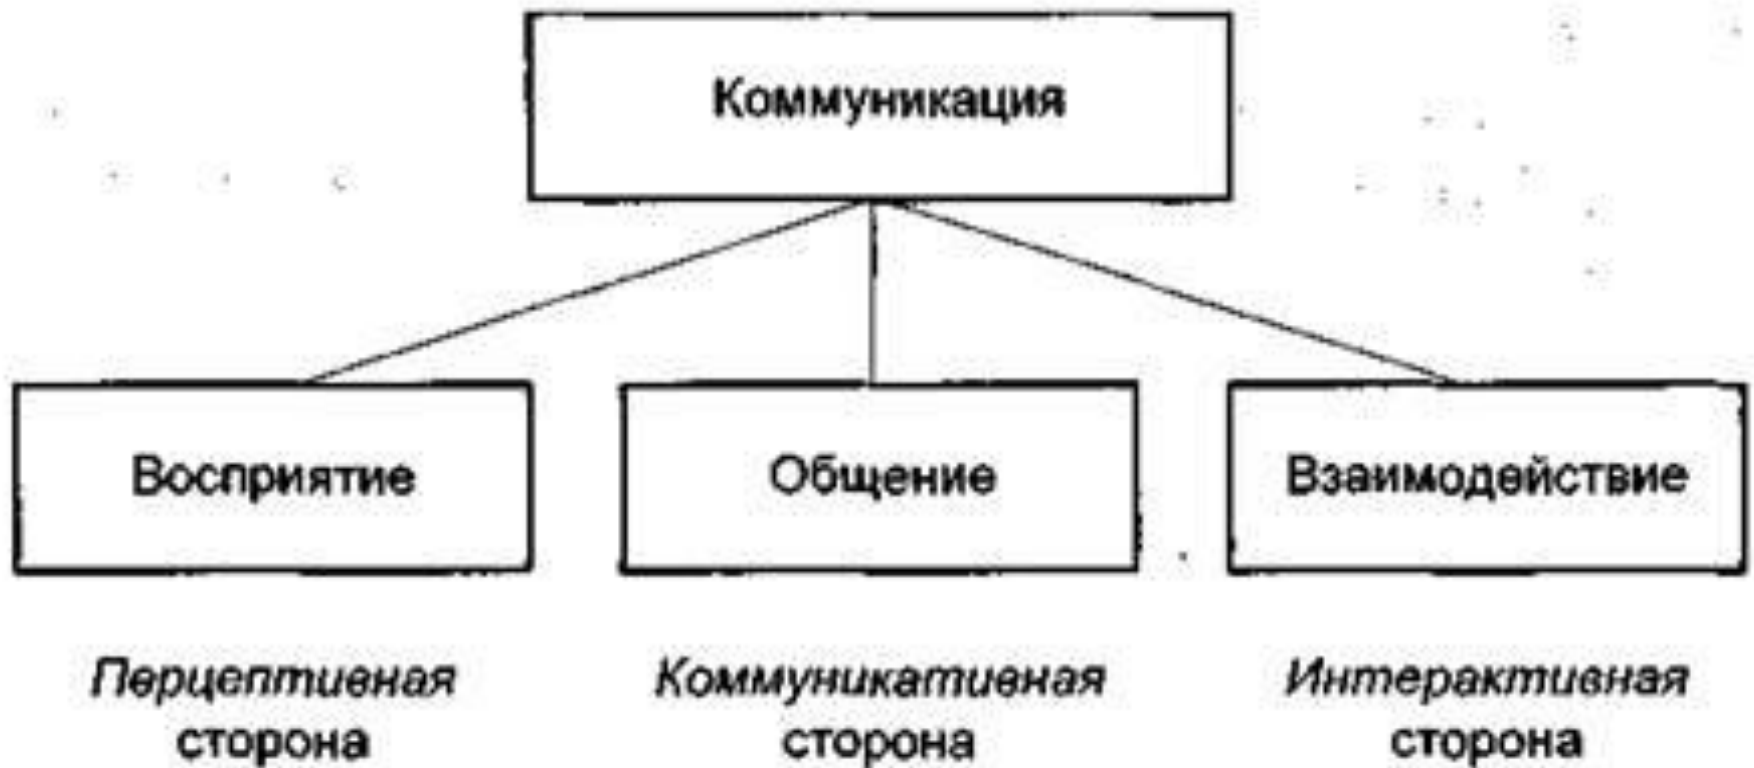 Коммуникация
Восприятие
Общение
Взаимодействие
Перцептивная
сторона
Коммуникативная
сторона
Интерактивная
сторона